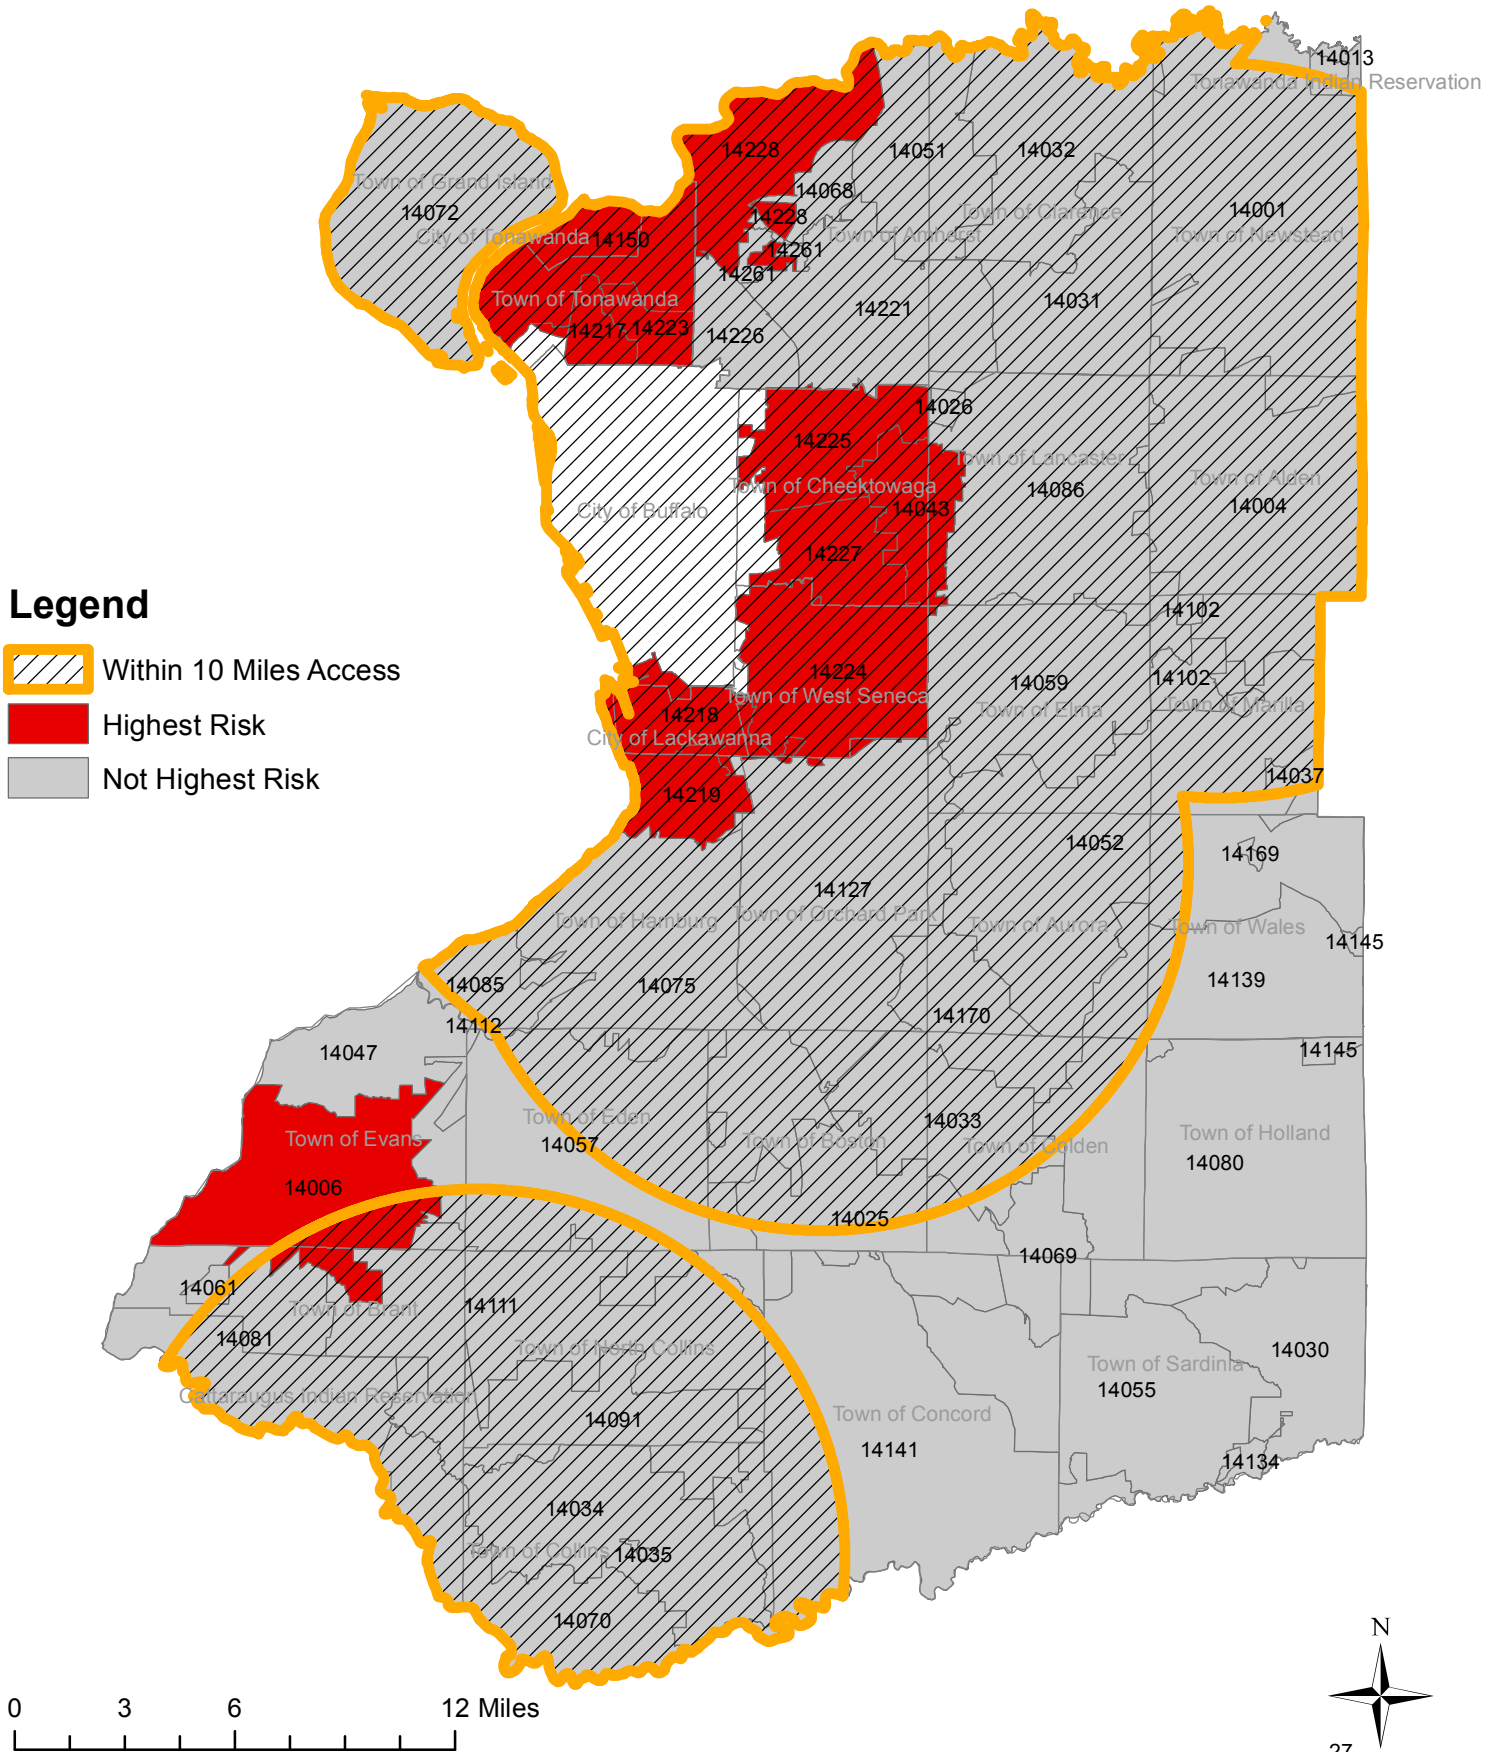 14013
Tonawanda Indian Reservation
14228
14051
14032
Town of Grand Island
14068
14072
14228
Town of Clarence
14001
City of Tonawanda
14150
Town of Amherst
Town of Newstead
14261
14261
Town of Tonawanda
14031
14221
14217
14223
14226
14026
14225
Town of Lancaster
Town of Cheektowaga
14086
Town of Alden
14004
City of Buffalo
14043
14227
Legend
14102
Within 10 Miles Access
14224
14059
14102
Town of West Seneca
Town of Elma
Town of Marilla
Highest Risk
14218
City of Lackawanna
Not Highest Risk
14219
14037
14052
14169
14127
Town of Hamburg
Town of Orchard Park
Town of Aurora
Town of Wales
14145
14085
14075
14139
14112
14170
14047
14145
Town of Eden
14033
Town of Evans
14057
Town of Boston
Town of Colden
Town of Holland
14080
14006
14025
14069
14061
Town of Brant
14111
14081
Town of North Collins
14030
Town of Sardinia
14055
Cattaraugus Indian Reservation
14091
Town of Concord
14141
14134
14034
Town of Collins
14035
14070
N
0 3 6 12 Miles
27